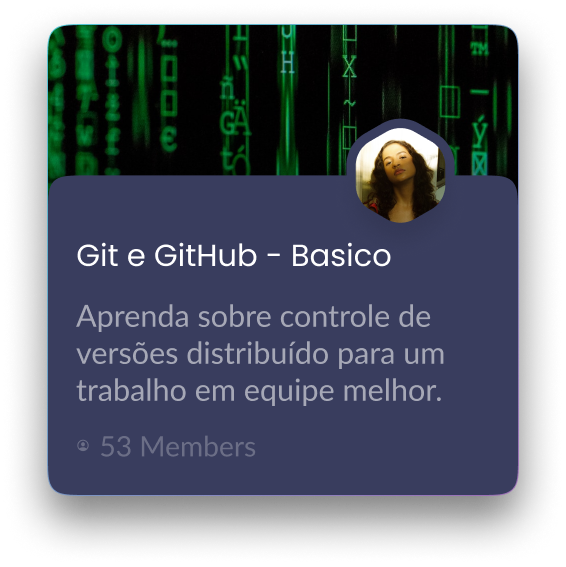 Git e GitHub - Basico
Aprenda sobre controle de
versões distribuído para um
trabalho em equipe melhor.
53 Members